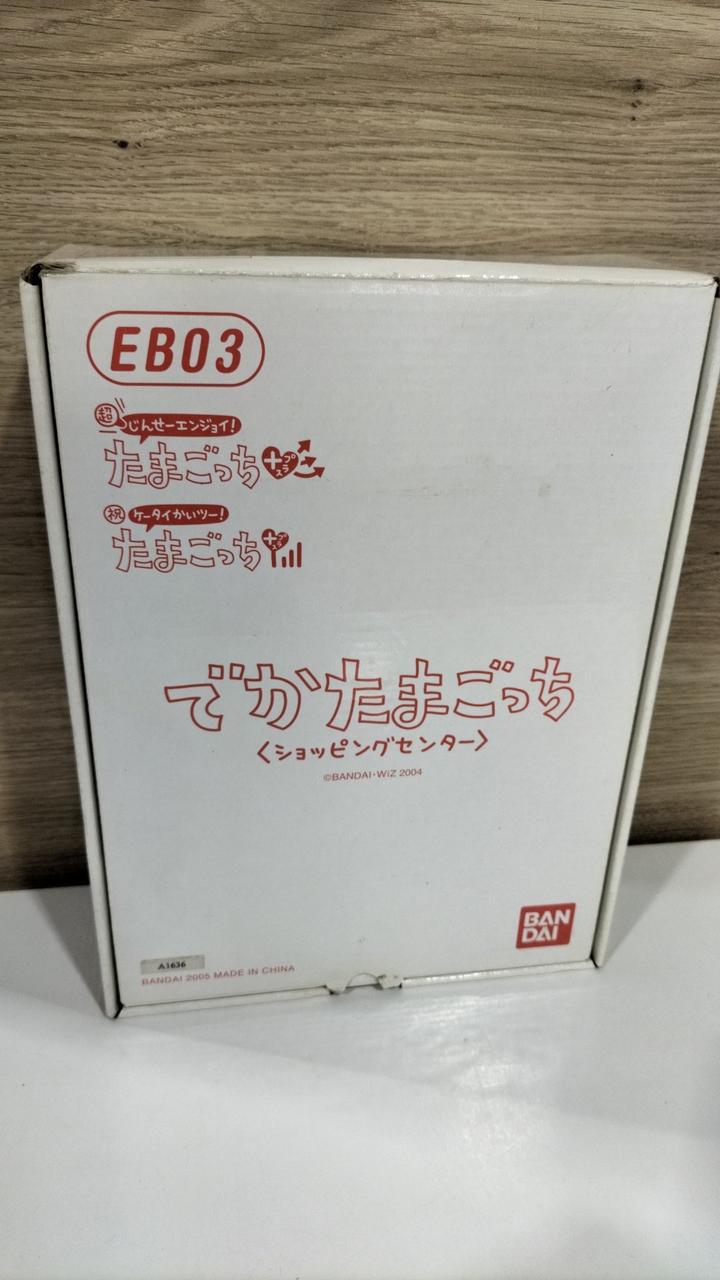 EB03
超
じんせーエンジョイ!
たまごっち
+プラス
祝
ケータイかいツー!
たまごっち
+プラス
でかたまごっち
〈ショッピングセンター〉
©BANDAI・WiZ 2004
BAN
DAI
A1636
BANDAI 2005 MADE IN CHINA